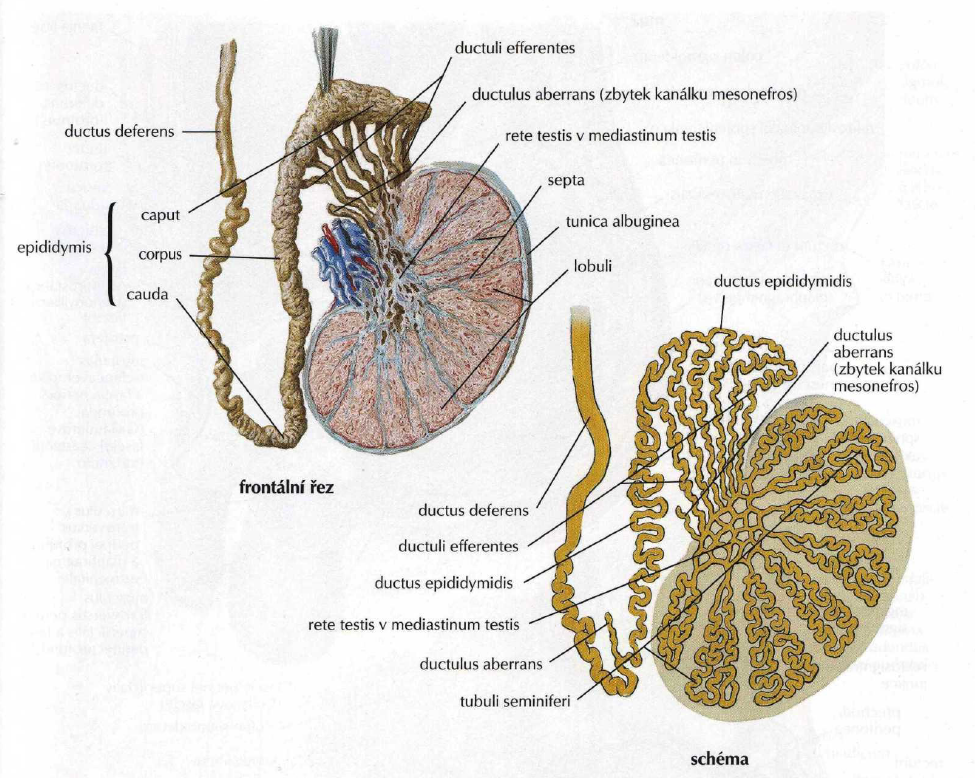 ductuli efferentes
ductulus aberrans (zbytek kanálku mesonefros)
ductus deferens
rete testis v mediastinum testis
septa
caput
tunica albuginea
epididymis
corpus
lobuli
cauda
ductus epididymidis
ductulus
aberrans
(zbytek kanálku
mesonefros)
frontální řez
ductus deferens
ductuli efferentes
ductus epididymidis
rete testis v mediastinum testis
ductulus aberrans
tubuli seminiferi
schéma